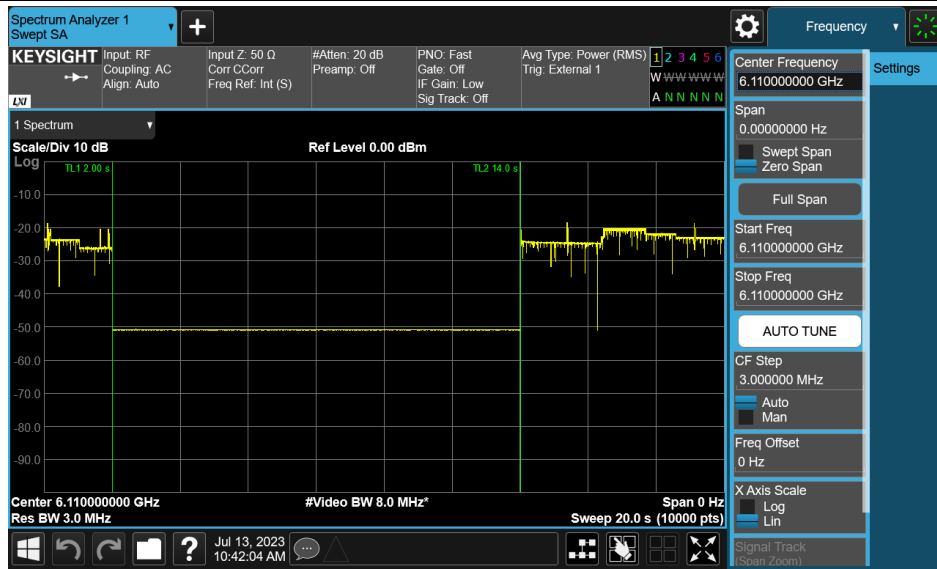 Spectrum Analyzer 1
Swept SA
+
Frequency
KEYSIGHT
LXI
Input: RF
Coupling: AC
Align: Auto
Input Z: 50 Ω
Corr CCorr
Freq Ref: Int (S)
#Atten: 20 dB
Preamp: Off
PNO: Fast
Gate: Off
IF Gain: Low
Sig Track: Off
Avg Type: Power (RMS)
Trig: External 1
1 2 3 4 5 6
W W W W W W
A N N N N N
1 Spectrum
Scale/Div 10 dB
Ref Level 0.00 dBm
Log
TL1 2.00 s
TL2 14.0 s
-10.0
-20.0
-30.0
-40.0
-50.0
-60.0
-70.0
-80.0
-90.0
Center 6.110000000 GHz
#Video BW 8.0 MHz*
Span 0 Hz
Res BW 3.0 MHz
Sweep 20.0 s (10000 pts)
Center Frequency
6.110000000 GHz
Settings
Span
0.00000000 Hz
Swept Span
Zero Span
Full Span
Start Freq
6.110000000 GHz
Stop Freq
6.110000000 GHz
AUTO TUNE
CF Step
3.000000 MHz
Auto
Man
Freq Offset
0 Hz
X Axis Scale
Log
Lin
Signal Track
(Span Zoom)
?
Jul 13, 2023
10:42:04 AM